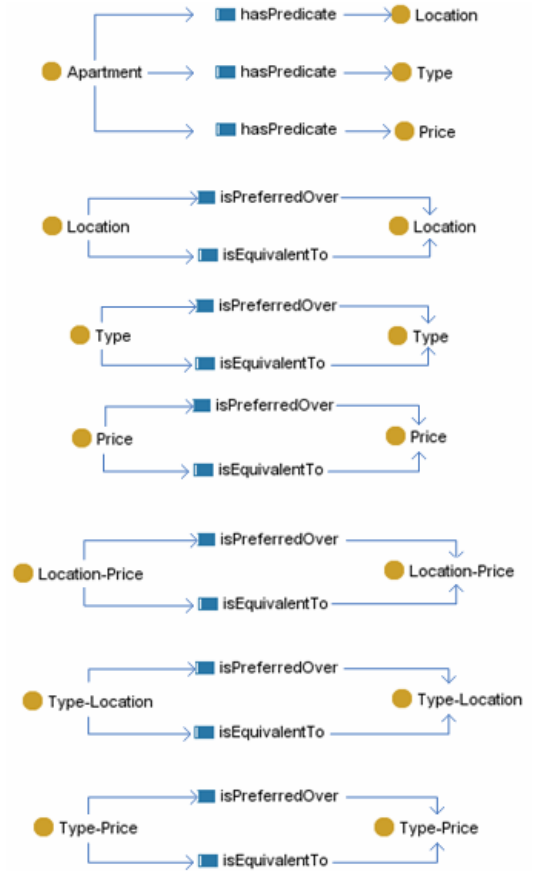 hasPredicate Location
Apartment hasPredicate Type
hasPredicate Price
isPreferredOver
Location Location
isEquivalentTo
isPreferredOver
Type Type
isEquivalentTo
isPreferredOver
Price Price
isEquivalentTo
isPreferredOver
Location-Price Location-Price
isEquivalentTo
isPreferredOver
Type-Location Type-Location
isEquivalentTo
isPreferredOver
Type-Price Type-Price
isEquivalentTo